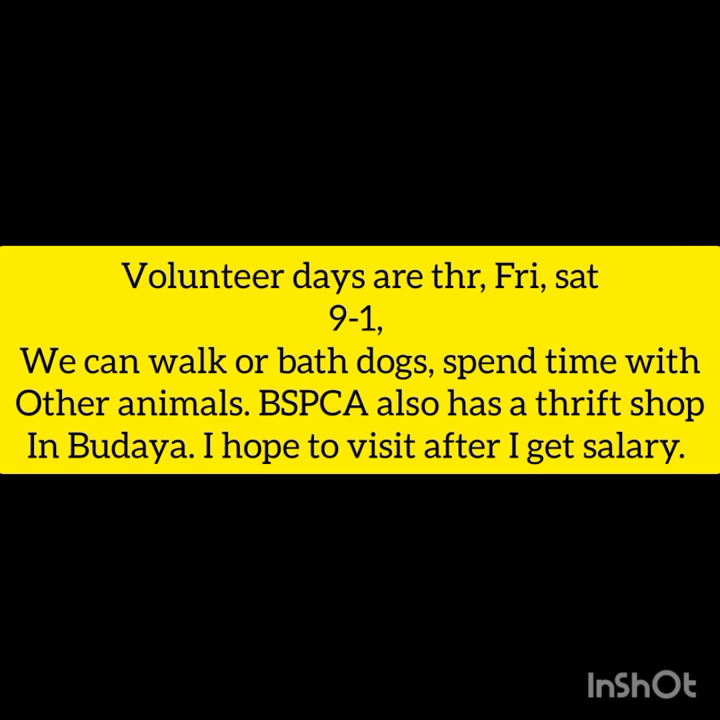 Volunteer days are thr, Fri, sat
9-1,
We can walk or bath dogs, spend time with
Other animals. BSPCA also has a thrift shop
In Budaya. I hope to visit after I get salary.
InShOt